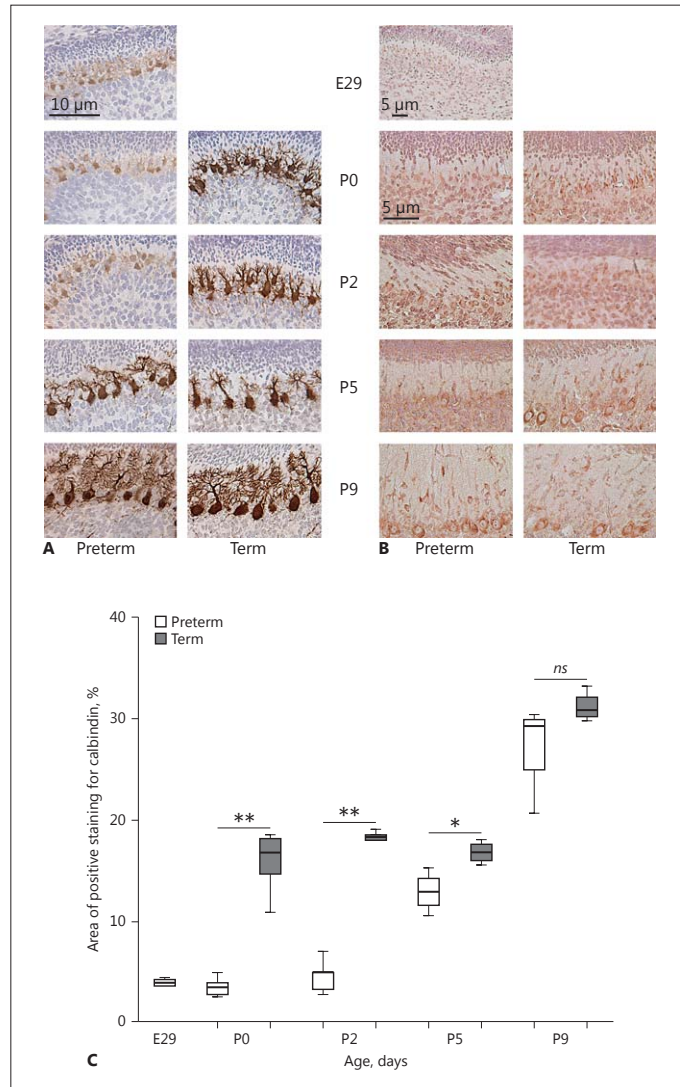 E29
10 µm
5 µm
P0
5 µm
P2
P5
P9
A Preterm Term B Preterm Term
40
Preterm
Term
ns
30
**
**
*
20
10
0
Area of positive staining for calbindin, %
E29 P0 P2 P5 P9
C Age, days